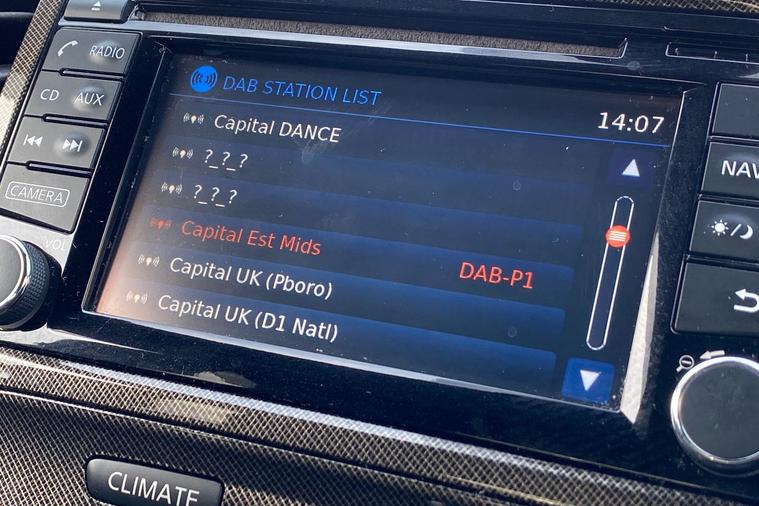 RADIO
CD AUX
CAMERA
VOL
DAB STATION LIST
14:07
Capital DANCE
?_?_?
?_?_?
Capital Est Mids
DAB-P1
Capital UK (Pboro)
Capital UK (D1 Natl)
NAV
CLIMATE